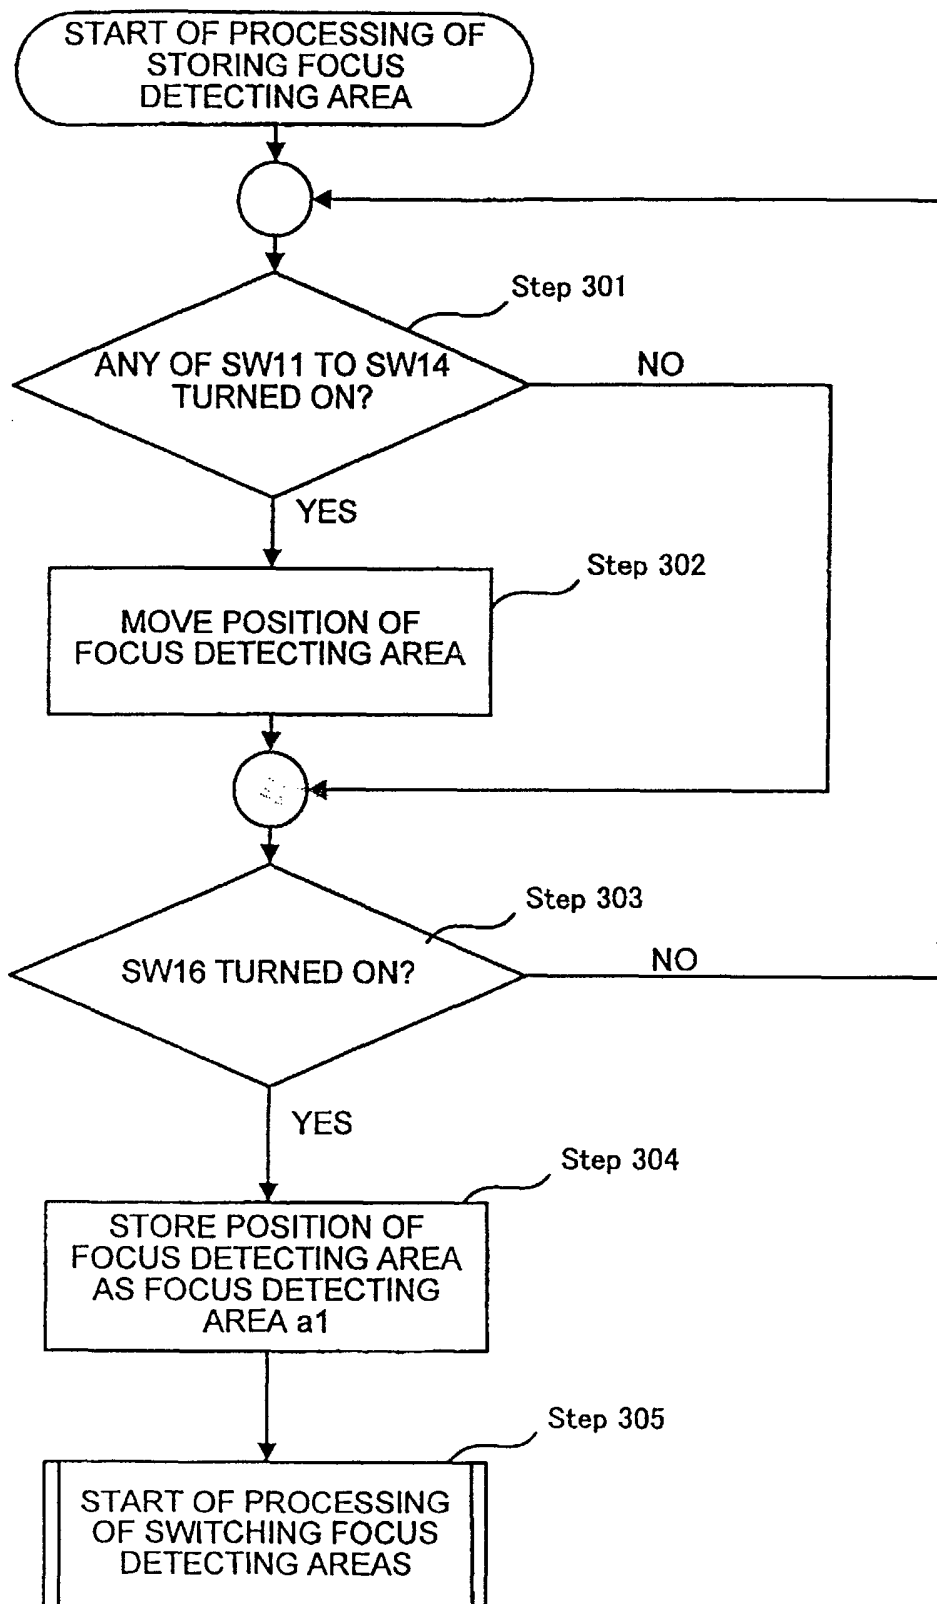 START OF PROCESSING OF
STORING FOCUS
DETECTING AREA
Step 301
ANY OF SW11 TO SW14
TURNED ON?
NO
YES
Step 302
MOVE POSITION OF
FOCUS DETECTING AREA
Step 303
SW16 TURNED ON?
NO
YES
Step 304
STORE POSITION OF
FOCUS DETECTING AREA
AS FOCUS DETECTING
AREA a1
Step 305
START OF PROCESSING
OF SWITCHING FOCUS
DETECTING AREAS